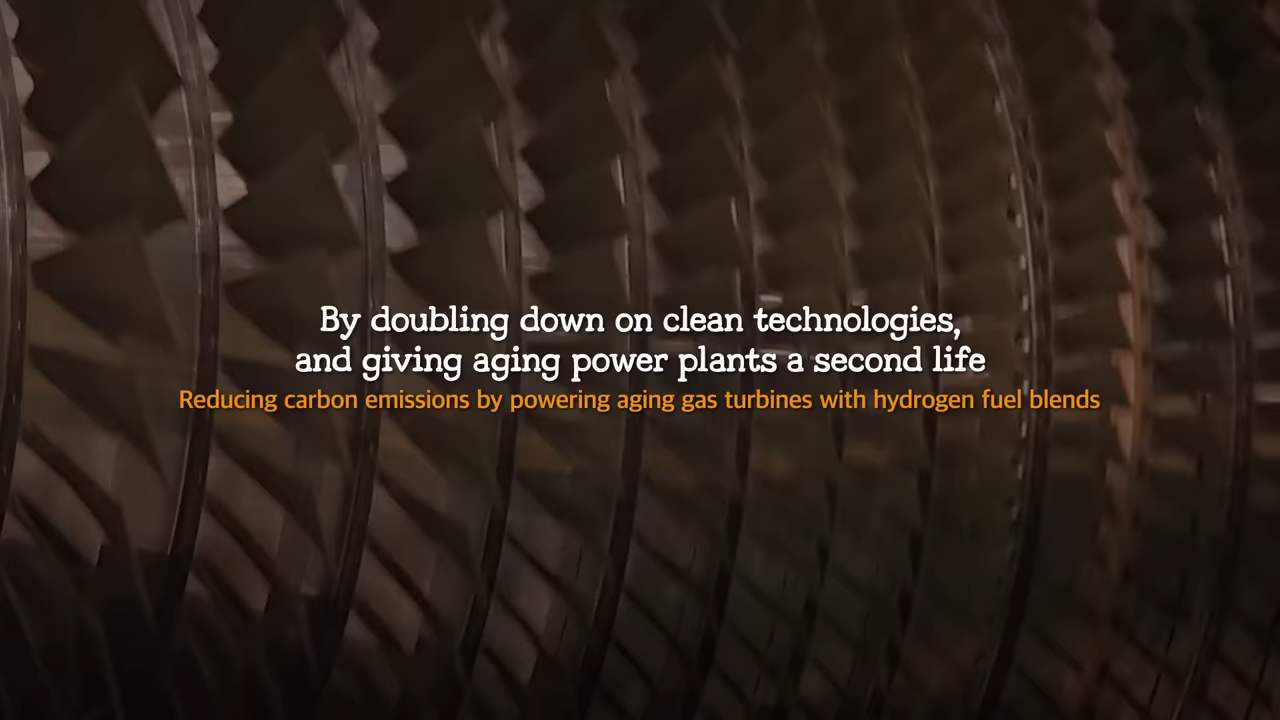 By doubling down on clean technologies,
and giving aging power plants a second life
Reducing carbon emissions by powering aging gas turbines with hydrogen fuel blends